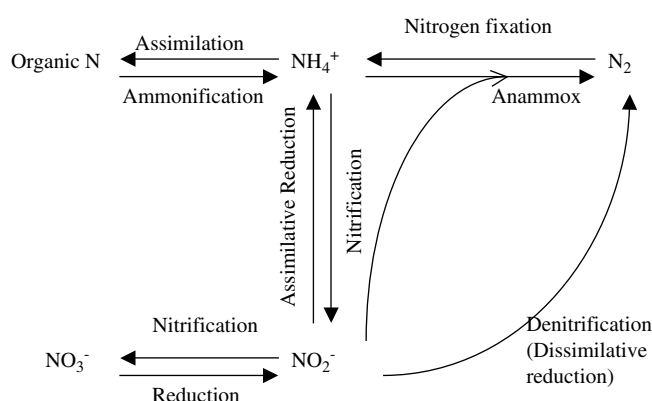 Nitrogen fixation
Assimilation
Organic N
NH₄⁺
N₂
Ammonification
Anammox
Assimilative Reduction
Nitrification
Nitrification
Denitrification
(Dissimilative
reduction)
NO₃⁻
NO₂⁻
Reduction